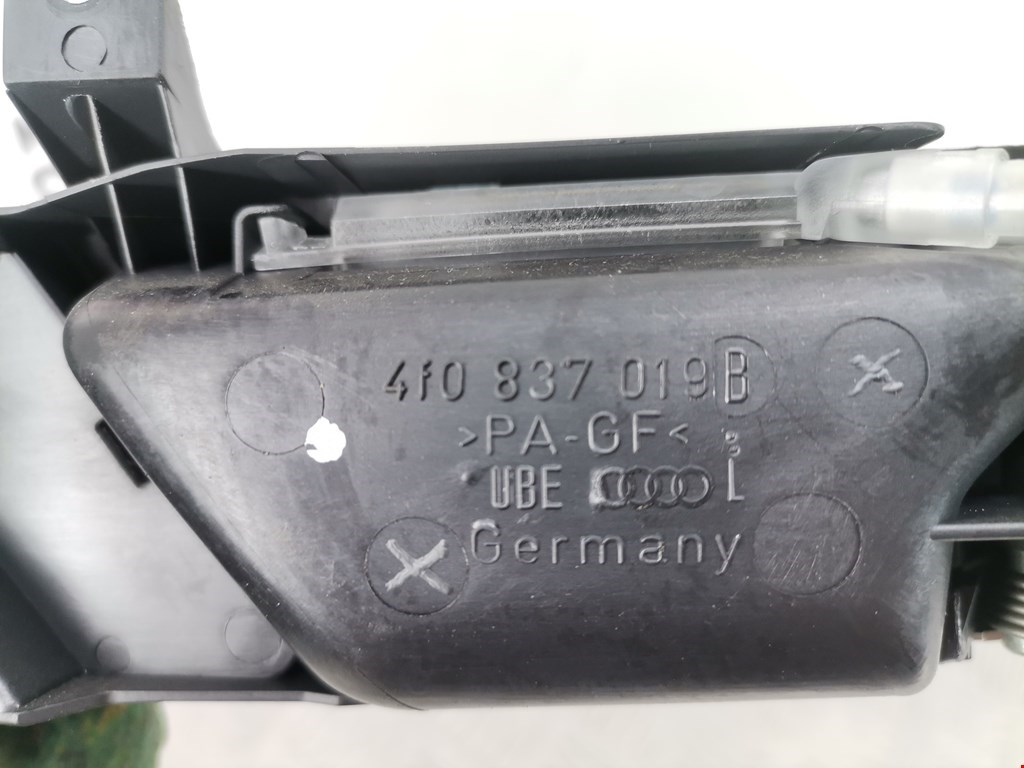 4f0 837 019 B
>PA-GF<
UBE L
Germany